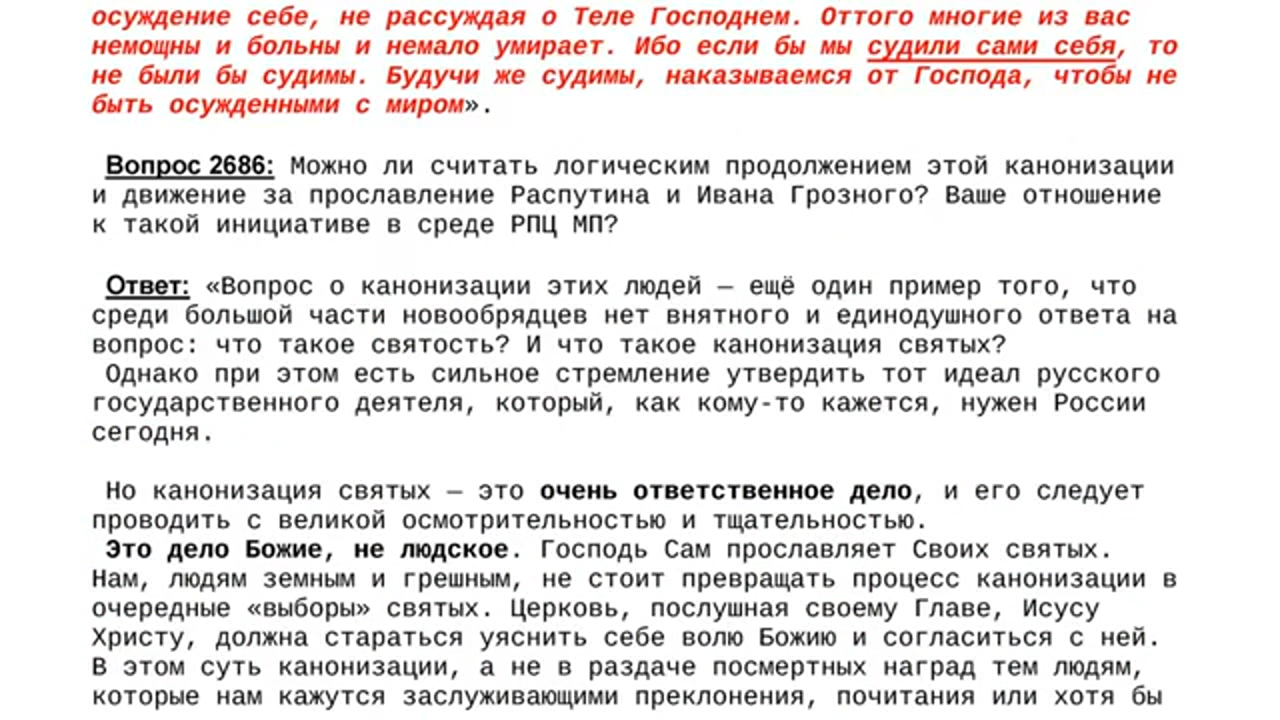 осуждение себе, не рассуждая о Теле Господнем. Оттого многие из вас
немощны и больны и немало умирает. Ибо если бы мы судили сами себя, то
не были бы судимы. Будучи же судимы, наказываемся от Господа, чтобы не
быть осужденными с миром».
Вопрос 2686: Можно ли считать логическим продолжением этой канонизации
и движение за прославление Распутина и Ивана Грозного? Ваше отношение
к такой инициативе в среде РПЦ МП?
Ответ: «Вопрос о канонизации этих людей — ещё один пример того, что
среди большой части новообрядцев нет внятного и единодушного ответа на
вопрос: что такое святость? И что такое канонизация святых?
Однако при этом есть сильное стремление утвердить тот идеал русского
государственного деятеля, который, как кому-то кажется, нужен России
сегодня.
Но канонизация святых — это очень ответственное дело, и его следует
проводить с великой осмотрительностью и тщательностью.
Это дело Божие, не людское. Господь Сам прославляет Своих святых.
Нам, людям земным и грешным, не стоит превращать процесс канонизации в
очередные «выборы» святых. Церковь, послушная своему Главе, Исусу
Христу, должна стараться уяснить себе волю Божию и согласиться с ней.
В этом суть канонизации, а не в раздаче посмертных наград тем людям,
которые нам кажутся заслуживающими преклонения, почитания или хотя бы